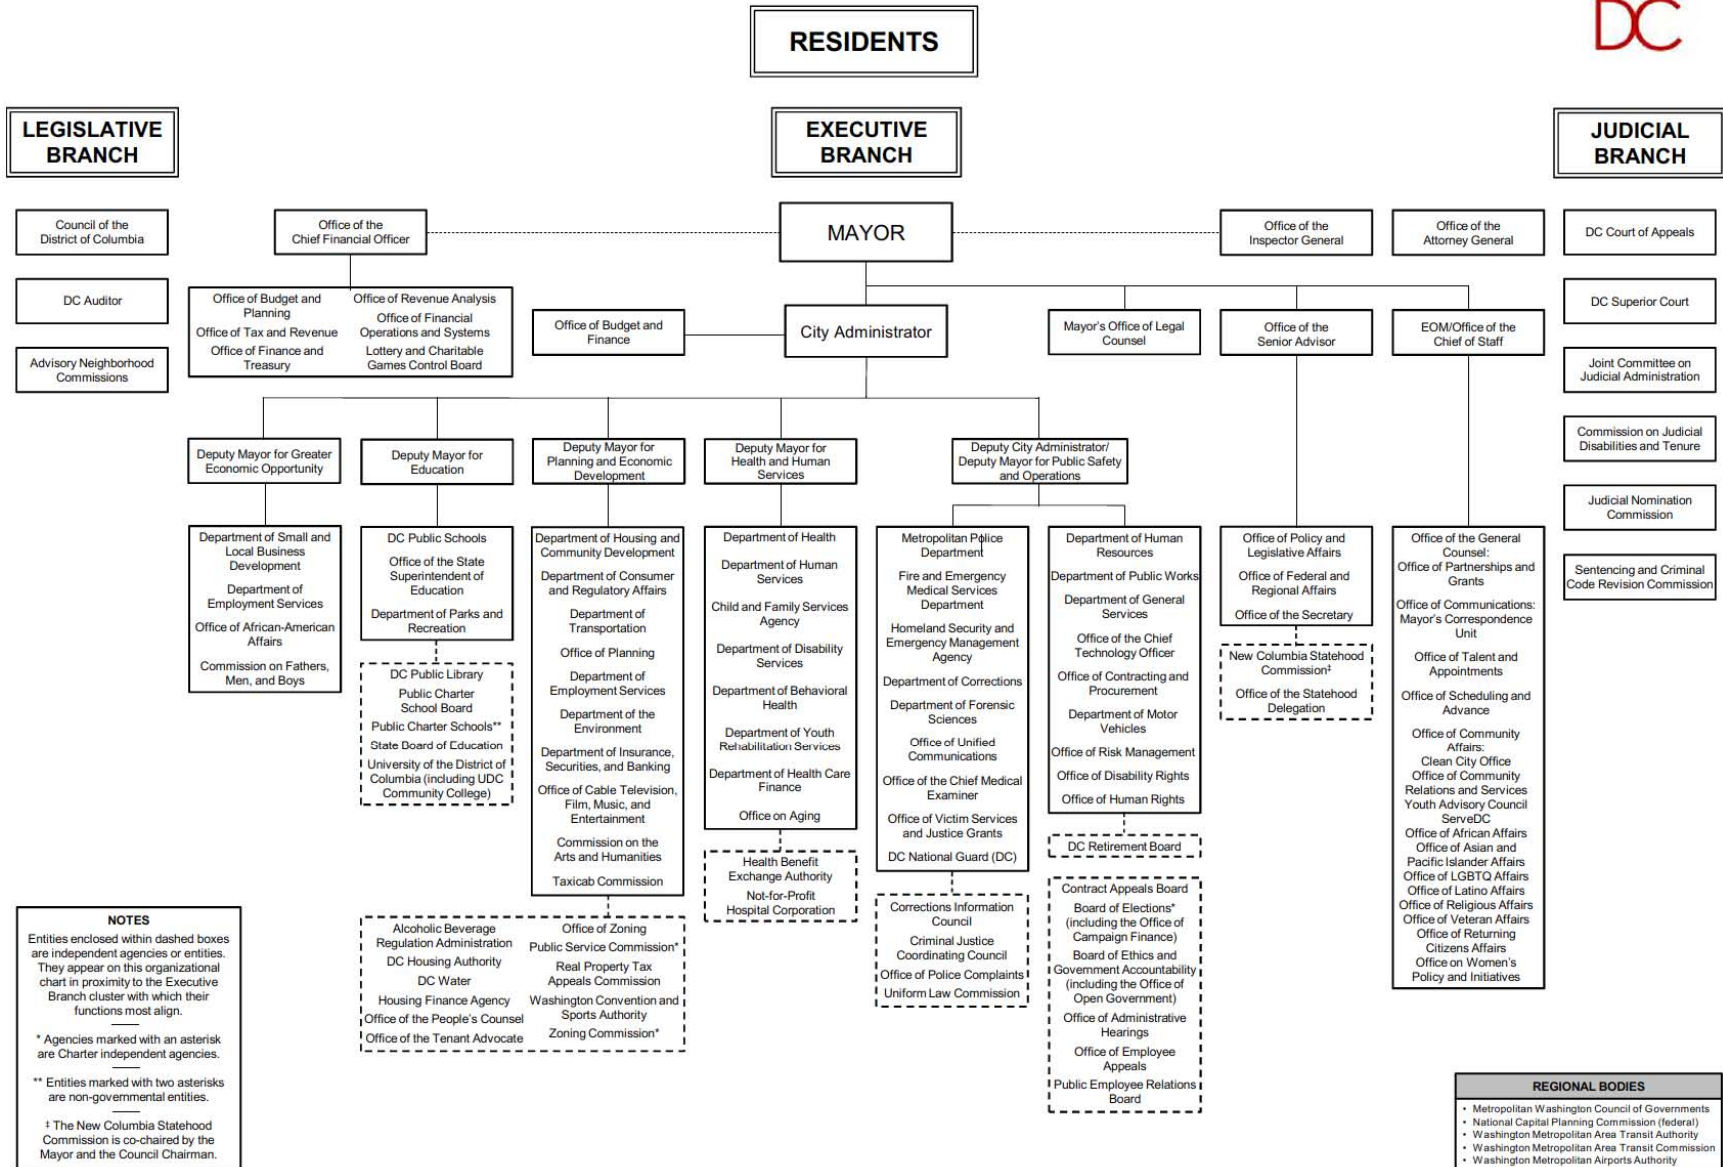 DC
RESIDENTS
LEGISLATIVE
BRANCH
EXECUTIVE
BRANCH
JUDICIAL
BRANCH
Council of the
District of Columbia
DC Auditor
Advisory Neighborhood
Commissions
Office of the
Chief Financial Officer
MAYOR
Office of the
Inspector General
Office of the
Attorney General
DC Court of Appeals
DC Superior Court
Joint Committee on
Judicial Administration
Commission on Judicial
Disabilities and Tenure
Judicial Nomination
Commission
Sentencing and Criminal
Code Revision Commission
Office of Budget and
Planning
Office of Tax and Revenue
Office of Finance and
Treasury
Office of Revenue Analysis
Office of Financial
Operations and Systems
Lottery and Charitable
Games Control Board
Office of Budget and
Finance
City Administrator
Mayor's Office of Legal
Counsel
Office of the
Senior Advisor
EOM/Office of the
Chief of Staff
Deputy Mayor for Greater
Economic Opportunity
Deputy Mayor for
Education
Deputy Mayor for
Planning and Economic
Development
Deputy Mayor for
Health and Human
Services
Deputy City Administrator/
Deputy Mayor for Public Safety
and Operations
Department of Small and
Local Business
Development
Department of
Employment Services
Office of African-American
Affairs
Commission on Fathers,
Men, and Boys
DC Public Schools
Office of the State
Superintendent of
Education
Department of Parks and
Recreation
DC Public Library
Public Charter
School Board
Public Charter Schools**
State Board of Education
University of the District of
Columbia (including UDC
Community College)
Department of Housing and
Community Development
Department of Consumer
and Regulatory Affairs
Department of
Transportation
Office of Planning
Department of
Employment Services
Department of the
Environment
Department of Insurance,
Securities, and Banking
Office of Cable Television,
Film, Music, and
Entertainment
Commission on the
Arts and Humanities
Taxicab Commission
Alcoholic Beverage
Regulation Administration
DC Housing Authority
DC Water
Housing Finance Agency
Office of the People's Counsel
Office of the Tenant Advocate
Office of Zoning
Public Service Commission*
Real Property Tax
Appeals Commission
Washington Convention and
Sports Authority
Zoning Commission*
Department of Health
Department of Human
Services
Child and Family Services
Agency
Department of Disability
Services
Department of Behavioral
Health
Department of Youth
Rehabilitation Services
Department of Health Care
Finance
Office on Aging
Health Benefit
Exchange Authority
Not-for-Profit
Hospital Corporation
Metropolitan Police
Department
Fire and Emergency
Medical Services
Department
Homeland Security and
Emergency Management
Agency
Department of Corrections
Department of Forensic
Sciences
Office of Unified
Communications
Office of the Chief Medical
Examiner
Office of Victim Services
and Justice Grants
DC National Guard (DC)
Corrections Information
Council
Criminal Justice
Coordinating Council
Office of Police Complaints
Uniform Law Commission
Department of Human
Resources
Department of Public Works
Department of General
Services
Office of the Chief
Technology Officer
Office of Contracting and
Procurement
Department of Motor
Vehicles
Office of Risk Management
Office of Disability Rights
Office of Human Rights
DC Retirement Board
Contract Appeals Board
Board of Elections*
(including the Office of
Campaign Finance)
Board of Ethics and
Government Accountability
(including the Office of
Open Government)
Office of Administrative
Hearings
Office of Employee
Appeals
Public Employee Relations
Board
Office of Policy and
Legislative Affairs
Office of Federal and
Regional Affairs
Office of the Secretary
New Columbia Statehood
Commission‡
Office of the Statehood
Delegation
Office of the General
Counsel:
Office of Partnerships and
Grants
Office of Communications:
Mayor's Correspondence
Unit
Office of Talent and
Appointments
Office of Scheduling and
Advance
Office of Community
Affairs:
Clean City Office
Office of Community
Relations and Services
Youth Advisory Council
ServeDC
Office of African Affairs
Office of Asian and
Pacific Islander Affairs
Office of LGBTQ Affairs
Office of Latino Affairs
Office of Religious Affairs
Office of Veteran Affairs
Office of Returning
Citizens Affairs
Office on Women's
Policy and Initiatives
NOTES
Entities enclosed within dashed boxes
are independent agencies or entities.
They appear on this organizational
chart in proximity to the Executive
Branch cluster with which their
functions most align.
* Agencies marked with an asterisk
are Charter independent agencies.
** Entities marked with two asterisks
are non-governmental entities.
‡ The New Columbia Statehood
Commission is co-chaired by the
Mayor and the Council Chairman.
REGIONAL BODIES
• Metropolitan Washington Council of Governments
• National Capital Planning Commission (federal)
• Washington Metropolitan Area Transit Authority
• Washington Metropolitan Area Transit Commission
• Washington Metropolitan Airports Authority